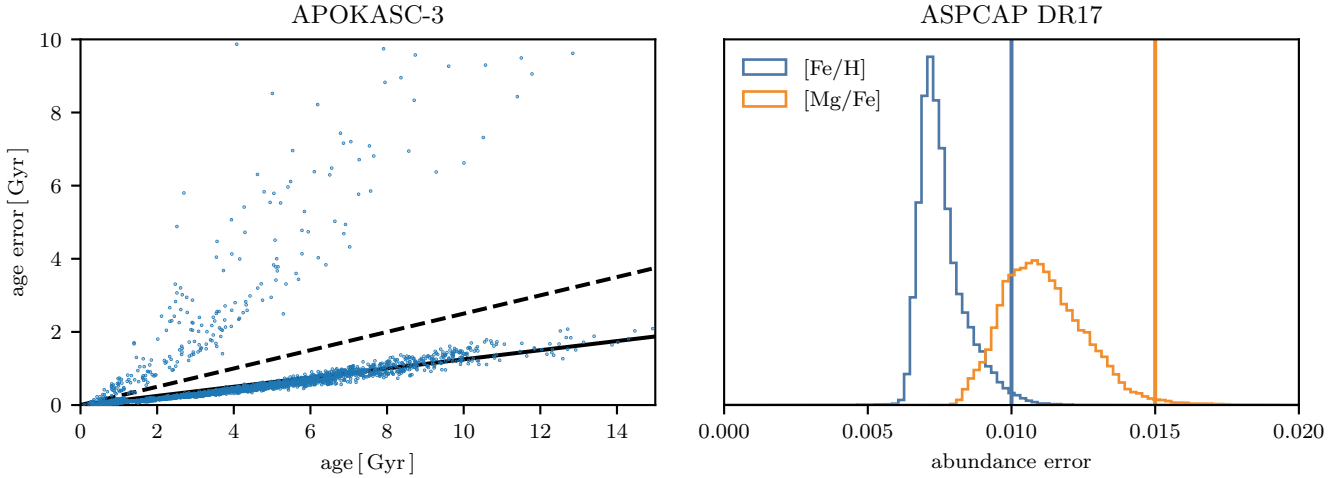 APOKASC-3
10
8
6
4
2
0
age error [Gyr]
0 2 4 6 8 10 12 14
age [Gyr]
ASPCAP DR17
[Fe/H]
[Mg/Fe]
0.000 0.005 0.010 0.015 0.020
abundance error